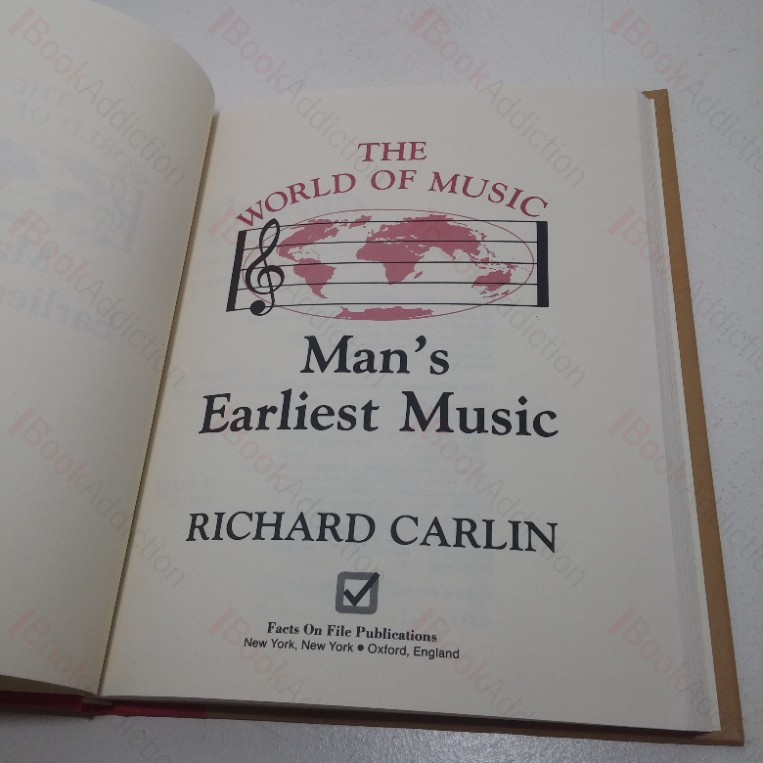 THE
WORLD OF MUSIC
Man's
Earliest Music
RICHARD CARLIN
Facts On File Publications
New York, New York • Oxford, England
BookAddiction